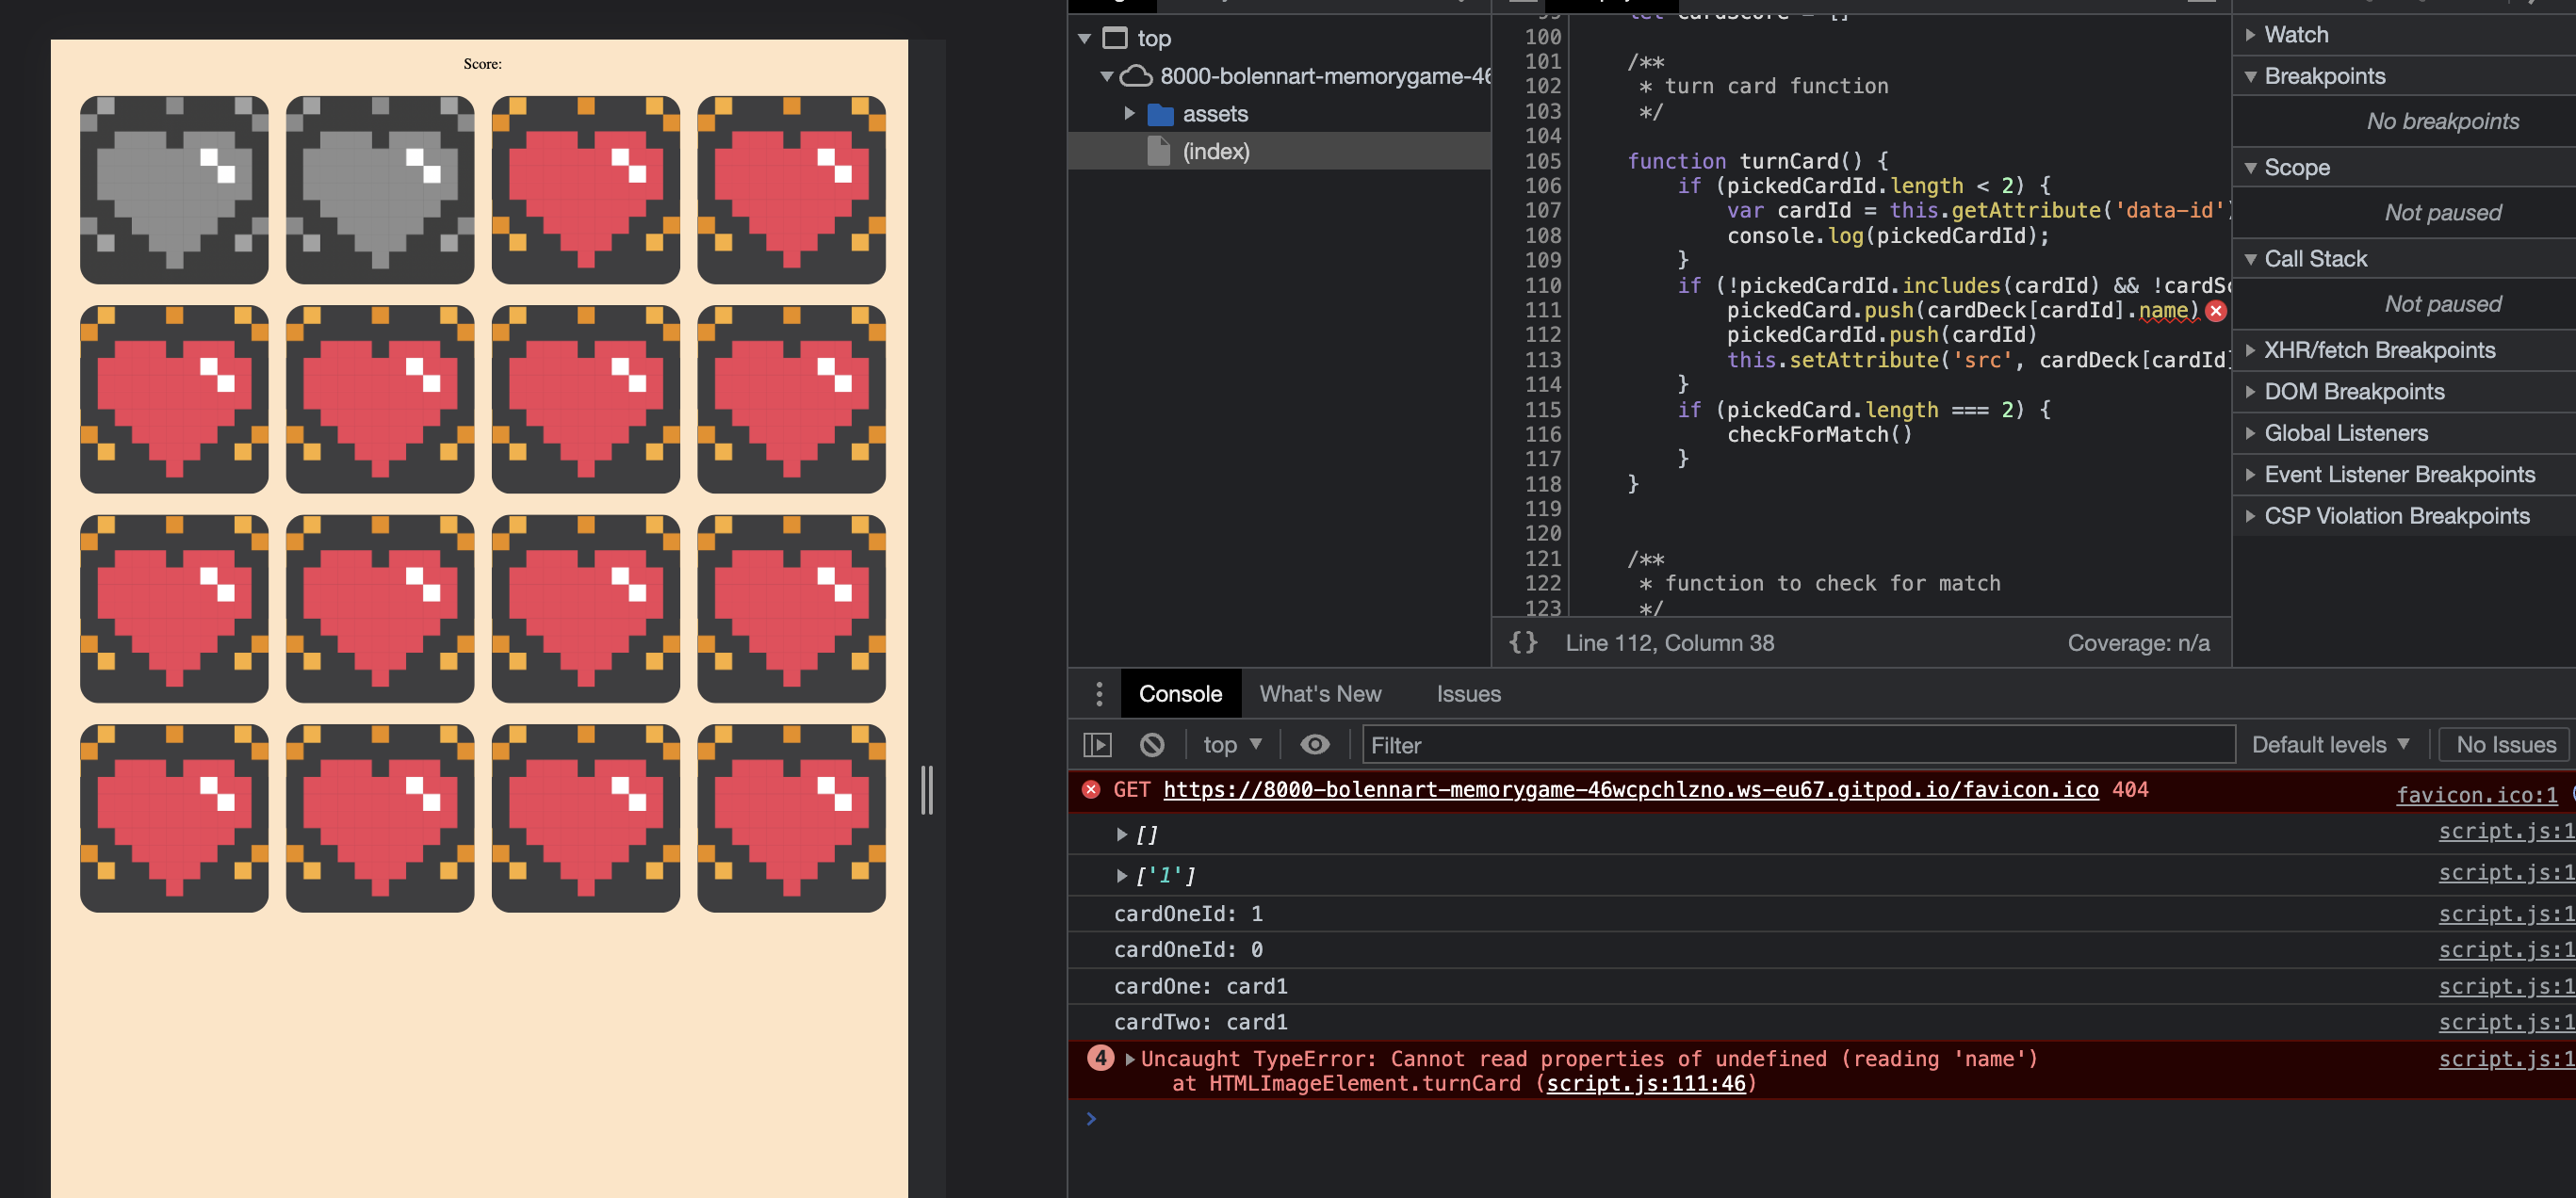 Score:
top
8000-bolennart-memorygame-46
assets
(index)
100
101 /**
102 * turn card function
103 */
104
105 function turnCard() {
106 if (pickedCardId.length < 2) {
107 var cardId = this.getAttribute('data-id'
108 console.log(pickedCardId);
109 }
110 if (!pickedCardId.includes(cardId) && !cardSc
111 pickedCard.push(cardDeck[cardId].name)
112 pickedCardId.push(cardId)
113 this.setAttribute('src', cardDeck[cardId]
114 }
115 if (pickedCard.length === 2) {
116 checkForMatch()
117 }
118 }
119
120
121 /**
122 * function to check for match
123 */
{} Line 112, Column 38 Coverage: n/a
Watch
Breakpoints
No breakpoints
Scope
Not paused
Call Stack
Not paused
XHR/fetch Breakpoints
DOM Breakpoints
Global Listeners
Event Listener Breakpoints
CSP Violation Breakpoints
Console What's New Issues
top Filter Default levels No Issues
GET https://8000-bolennart-memorygame-46wcpchlzno.ws-eu67.gitpod.io/favicon.ico 404 favicon.ico:1
[] script.js:1
['1'] script.js:1
cardOneId: 1 script.js:1
cardOneId: 0 script.js:1
cardOne: card1 script.js:1
cardTwo: card1 script.js:1
4 Uncaught TypeError: Cannot read properties of undefined (reading 'name') script.js:1
at HTMLImageElement.turnCard (script.js:111:46)